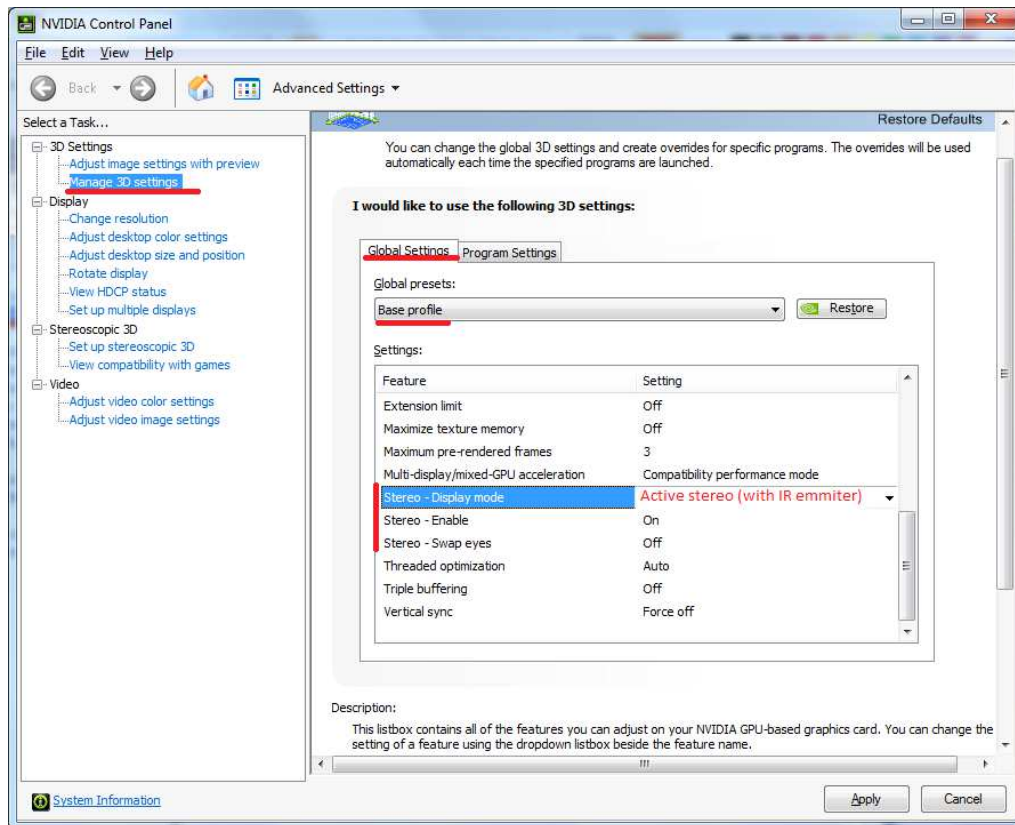 NVIDIA Control Panel
File Edit View Help
Back Advanced Settings
Select a Task...
3D Settings
Adjust image settings with preview
Manage 3D settings
Display
Change resolution
Adjust desktop color settings
Adjust desktop size and position
Rotate display
View HDCP status
Set up multiple displays
Stereoscopic 3D
Set up stereoscopic 3D
View compatibility with games
Video
Adjust video color settings
Adjust video image settings
Restore Defaults
You can change the global 3D settings and create overrides for specific programs. The overrides will be used
automatically each time the specified programs are launched.
I would like to use the following 3D settings:
Global Settings Program Settings
Global presets:
Base profile Restore
Settings:
Feature Setting
Extension limit Off
Maximize texture memory Off
Maximum pre-rendered frames 3
Multi-display/mixed-GPU acceleration Compatibility performance mode
Stereo - Display mode Active stereo (with IR emmiter)
Stereo - Enable On
Stereo - Swap eyes Off
Threaded optimization Auto
Triple buffering Off
Vertical sync Force off
Description:
This listbox contains all of the features you can adjust on your NVIDIA GPU-based graphics card. You can change the
setting of a feature using the dropdown listbox beside the feature name.
System Information Apply Cancel